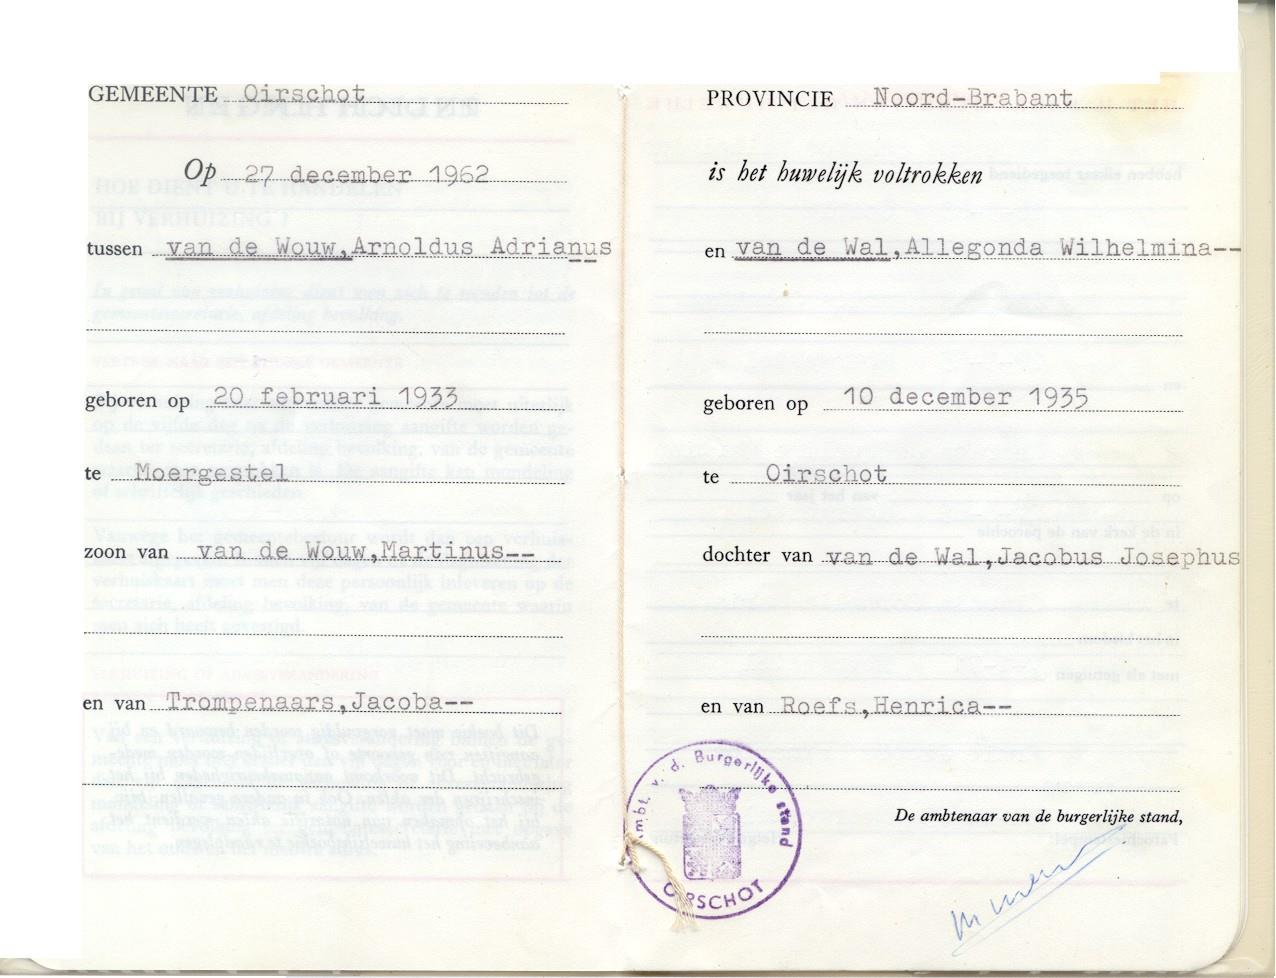 GEMEENTE Oirschot
Op 27 december 1962
tussen van de Wouw,Arnoldus Adrianus
geboren op 20 februari 1933
te Moergestel
zoon van van de Wouw,Martinus--
en van Trompenaars,Jacoba--
PROVINCIE Noord-Brabant
is het huwelijk voltrokken
en van de Wal,Allegonda Wilhelmina--
geboren op 10 december 1935
te Oirschot
dochter van van de Wal,Jacobus Josephus
en van Roefs,Henrica--
Ambt. v. d. Burgerlijke stand
OIRSCHOT
De ambtenaar van de burgerlijke stand,